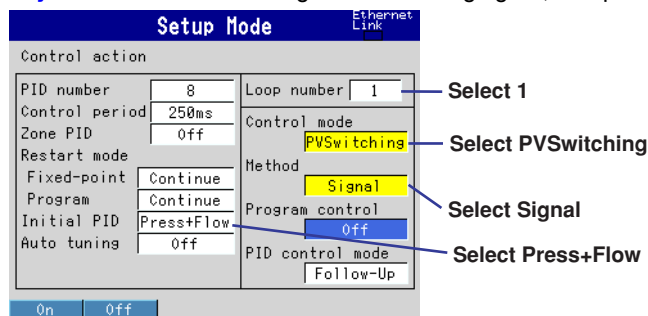 Setup Mode
Ethernet
Link
Control action
PID number 8
Control period 250ms
Zone PID Off
Restart mode
Fixed-point Continue
Program Continue
Initial PID Press+Flow
Auto tuning Off
Loop number 1
Control mode
PVSwitching
Method
Signal
Program control
Off
PID control mode
Follow-Up
On Off
Select 1
Select PVSwitching
Select Signal
Select Press+Flow